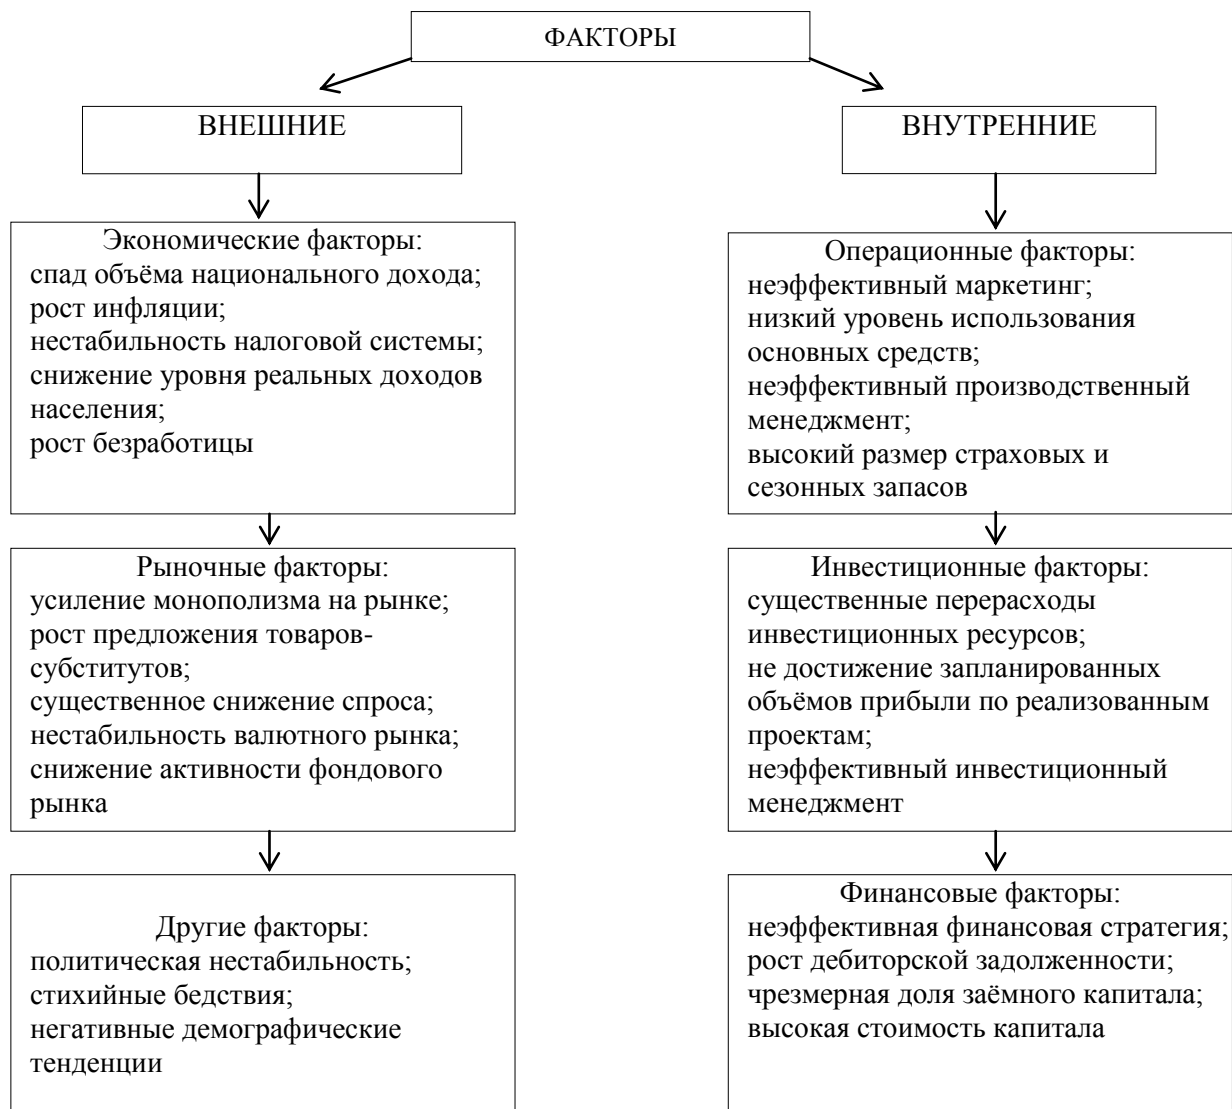 ФАКТОРЫ
ВНЕШНИЕ
Экономические факторы:
спад объёма национального дохода;
рост инфляции;
нестабильность налоговой системы;
снижение уровня реальных доходов
населения;
рост безработицы
Рыночные факторы:
усиление монополизма на рынке;
рост предложения товаров-
субститутов;
существенное снижение спроса;
нестабильность валютного рынка;
снижение активности фондового
рынка
Другие факторы:
политическая нестабильность;
стихийные бедствия;
негативные демографические
тенденции
ВНУТРЕННИЕ
Операционные факторы:
неэффективный маркетинг;
низкий уровень использования
основных средств;
неэффективный производственный
менеджмент;
высокий размер страховых и
сезонных запасов
Инвестиционные факторы:
существенные перерасходы
инвестиционных ресурсов;
не достижение запланированных
объёмов прибыли по реализованным
проектам;
неэффективный инвестиционный
менеджмент
Финансовые факторы:
неэффективная финансовая стратегия;
рост дебиторской задолженности;
чрезмерная доля заёмного капитала;
высокая стоимость капитала